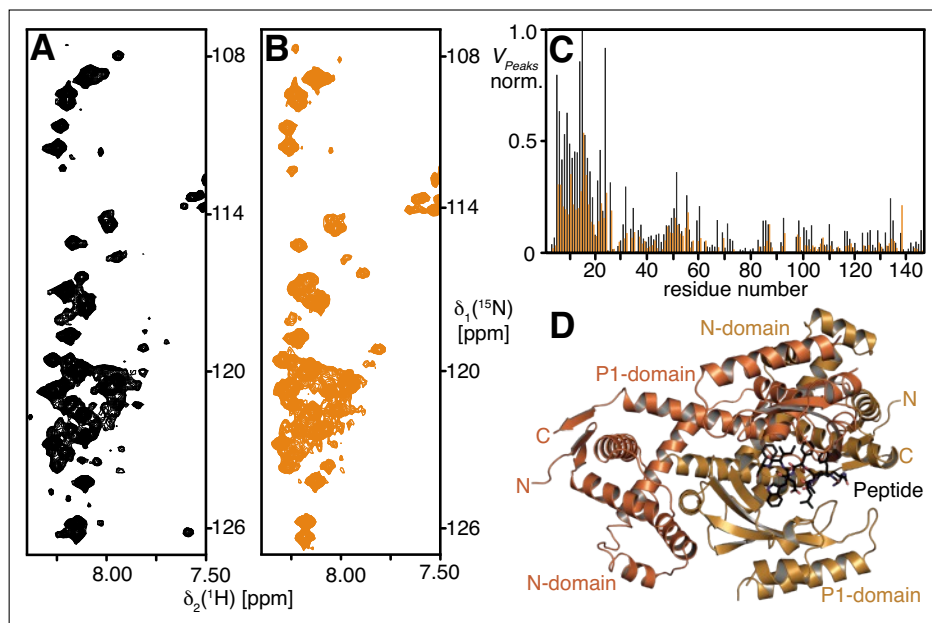 A
B
C
108
114
120
126
8.00
7.50
8.00
7.50
δ₂(¹H) [ppm]
108
114
120
126
δ₁(¹⁵N)
[ppm]
V_Peaks
norm.
1.0
0.5
0
20
40
60
80
100
120
140
residue number
D
N-domain
P1-domain
N
C
C
N
Peptide
N-domain
P1-domain